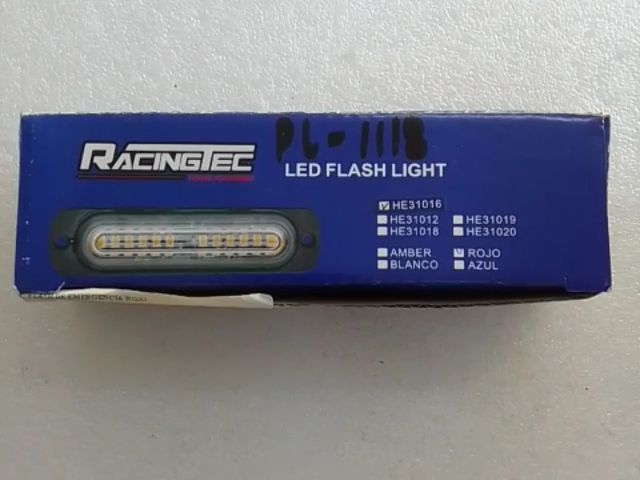 PL-1118
RACINGTEC
LED FLASH LIGHT
HE31016
HE31012 HE31019
HE31018 HE31020
AMBER ROJO
BLANCO AZUL
EMERGENCIA ROJO